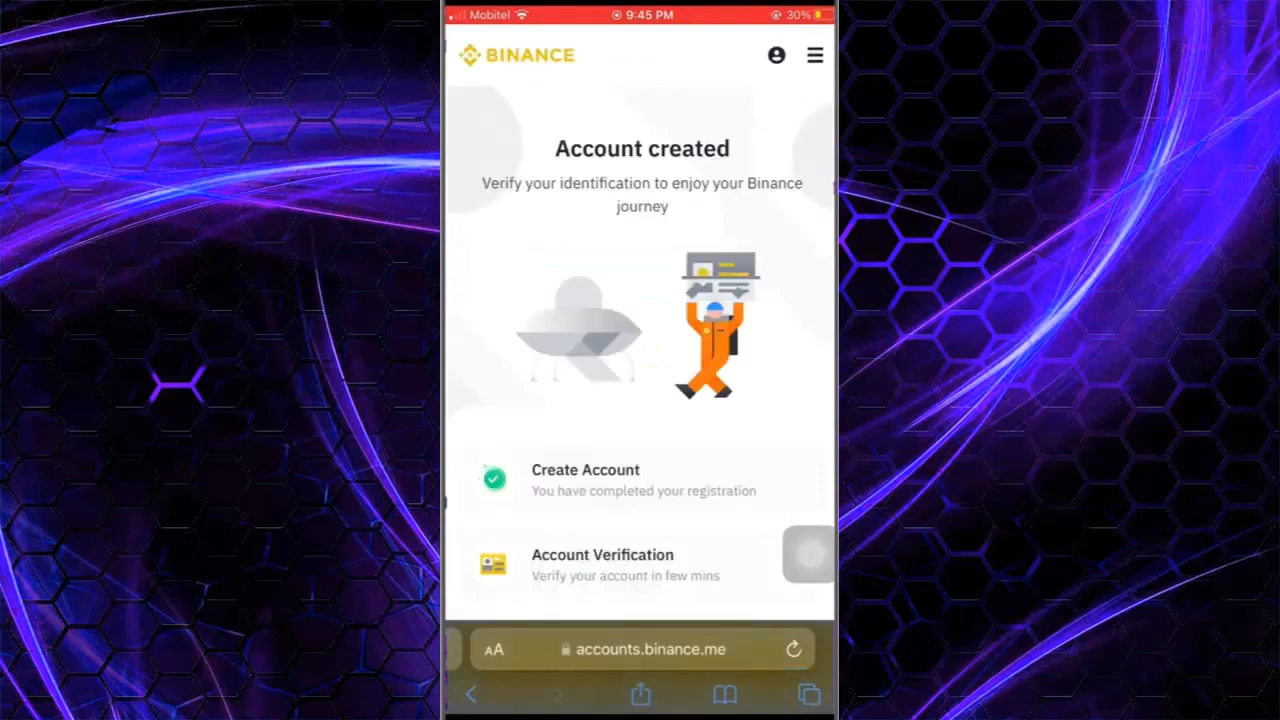 Mobitel 9:45 PM 30%
BINANCE
Account created
Verify your identification to enjoy your Binance
journey
Create Account
You have completed your registration
Account Verification
Verify your account in few mins
AA accounts.binance.me